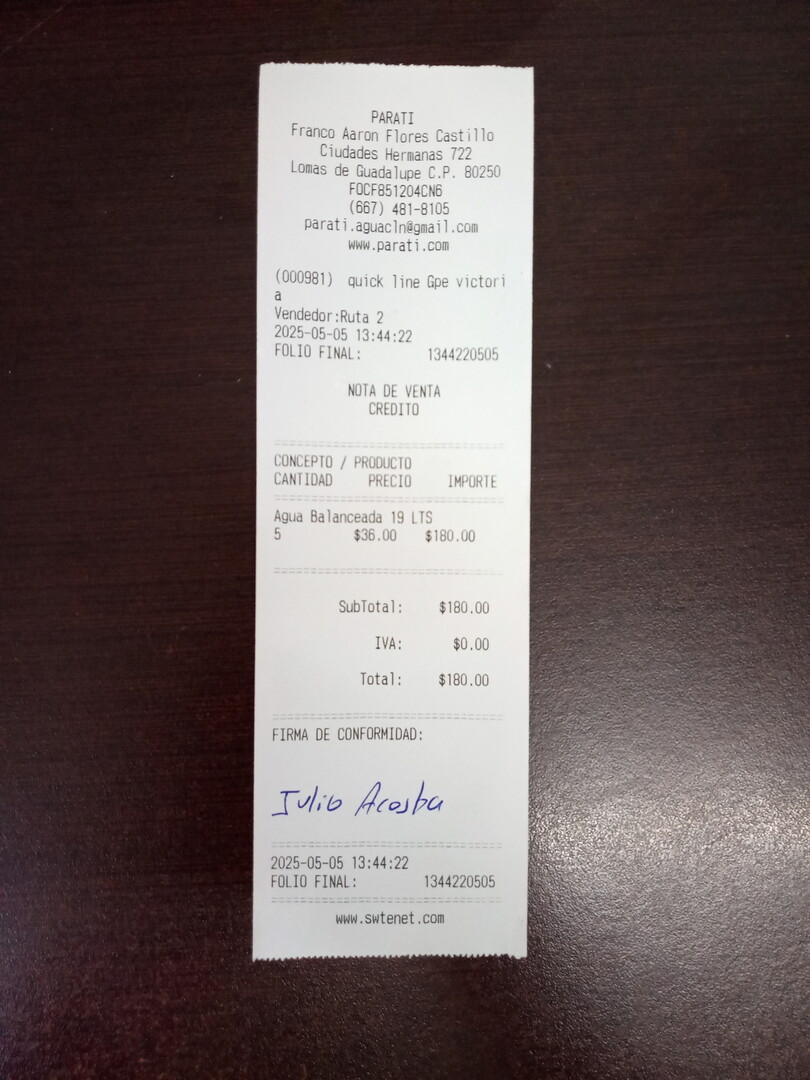 PARATI
Franco Aaron Flores Castillo
Ciudades Hermanas 722
Lomas de Guadalupe C.P. 80250
FOCF851204CN6
(667) 481-8105
parati.aguacln@gmail.com
www.parati.com
(000981) quick line Gpe victori
a
Vendedor:Ruta 2
2025-05-05 13:44:22
FOLIO FINAL: 1344220505
NOTA DE VENTA
CREDITO
CONCEPTO / PRODUCTO
CANTIDAD PRECIO IMPORTE
Agua Balanceada 19 LTS
5 $36.00 $180.00
SubTotal: $180.00
IVA: $0.00
Total: $180.00
FIRMA DE CONFORMIDAD:
Julio Acosta
2025-05-05 13:44:22
FOLIO FINAL: 1344220505
www.swtenet.com